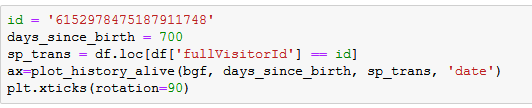 id = '6152978475187911748'
days_since_birth = 700
sp_trans = df.loc[df['fullVisitorId'] == id]
ax=plot_history_alive(bgf, days_since_birth, sp_trans, 'date')
plt.xticks(rotation=90)